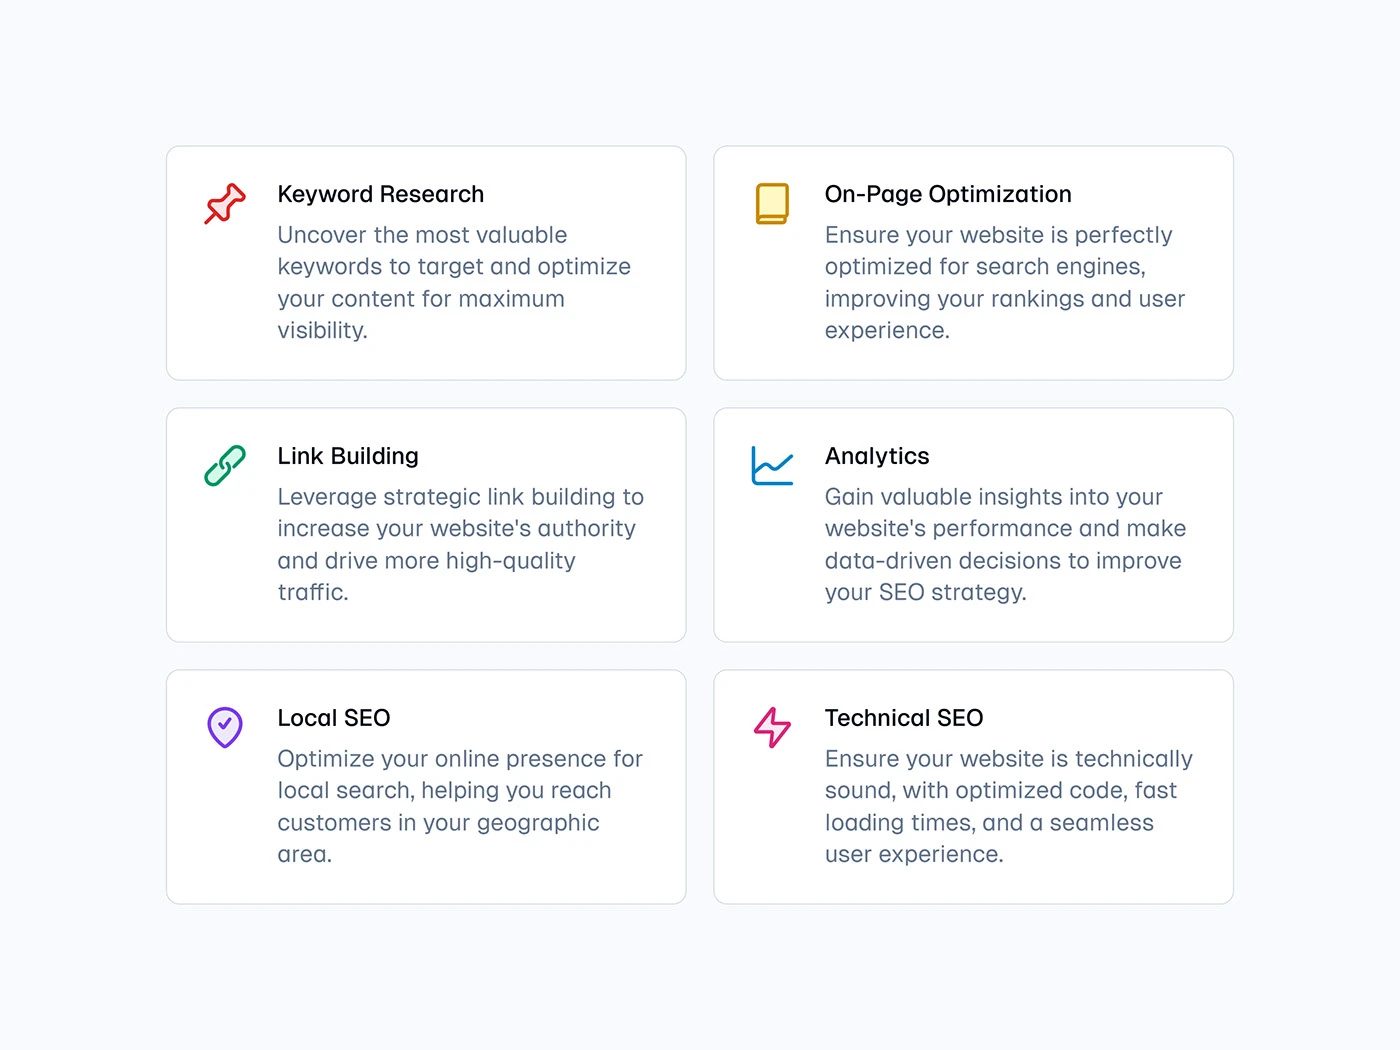 Keyword Research
Uncover the most valuable
keywords to target and optimize
your content for maximum
visibility.
On-Page Optimization
Ensure your website is perfectly
optimized for search engines,
improving your rankings and user
experience.
Link Building
Leverage strategic link building to
increase your website's authority
and drive more high-quality
traffic.
Analytics
Gain valuable insights into your
website's performance and make
data-driven decisions to improve
your SEO strategy.
Local SEO
Optimize your online presence for
local search, helping you reach
customers in your geographic
area.
Technical SEO
Ensure your website is technically
sound, with optimized code, fast
loading times, and a seamless
user experience.